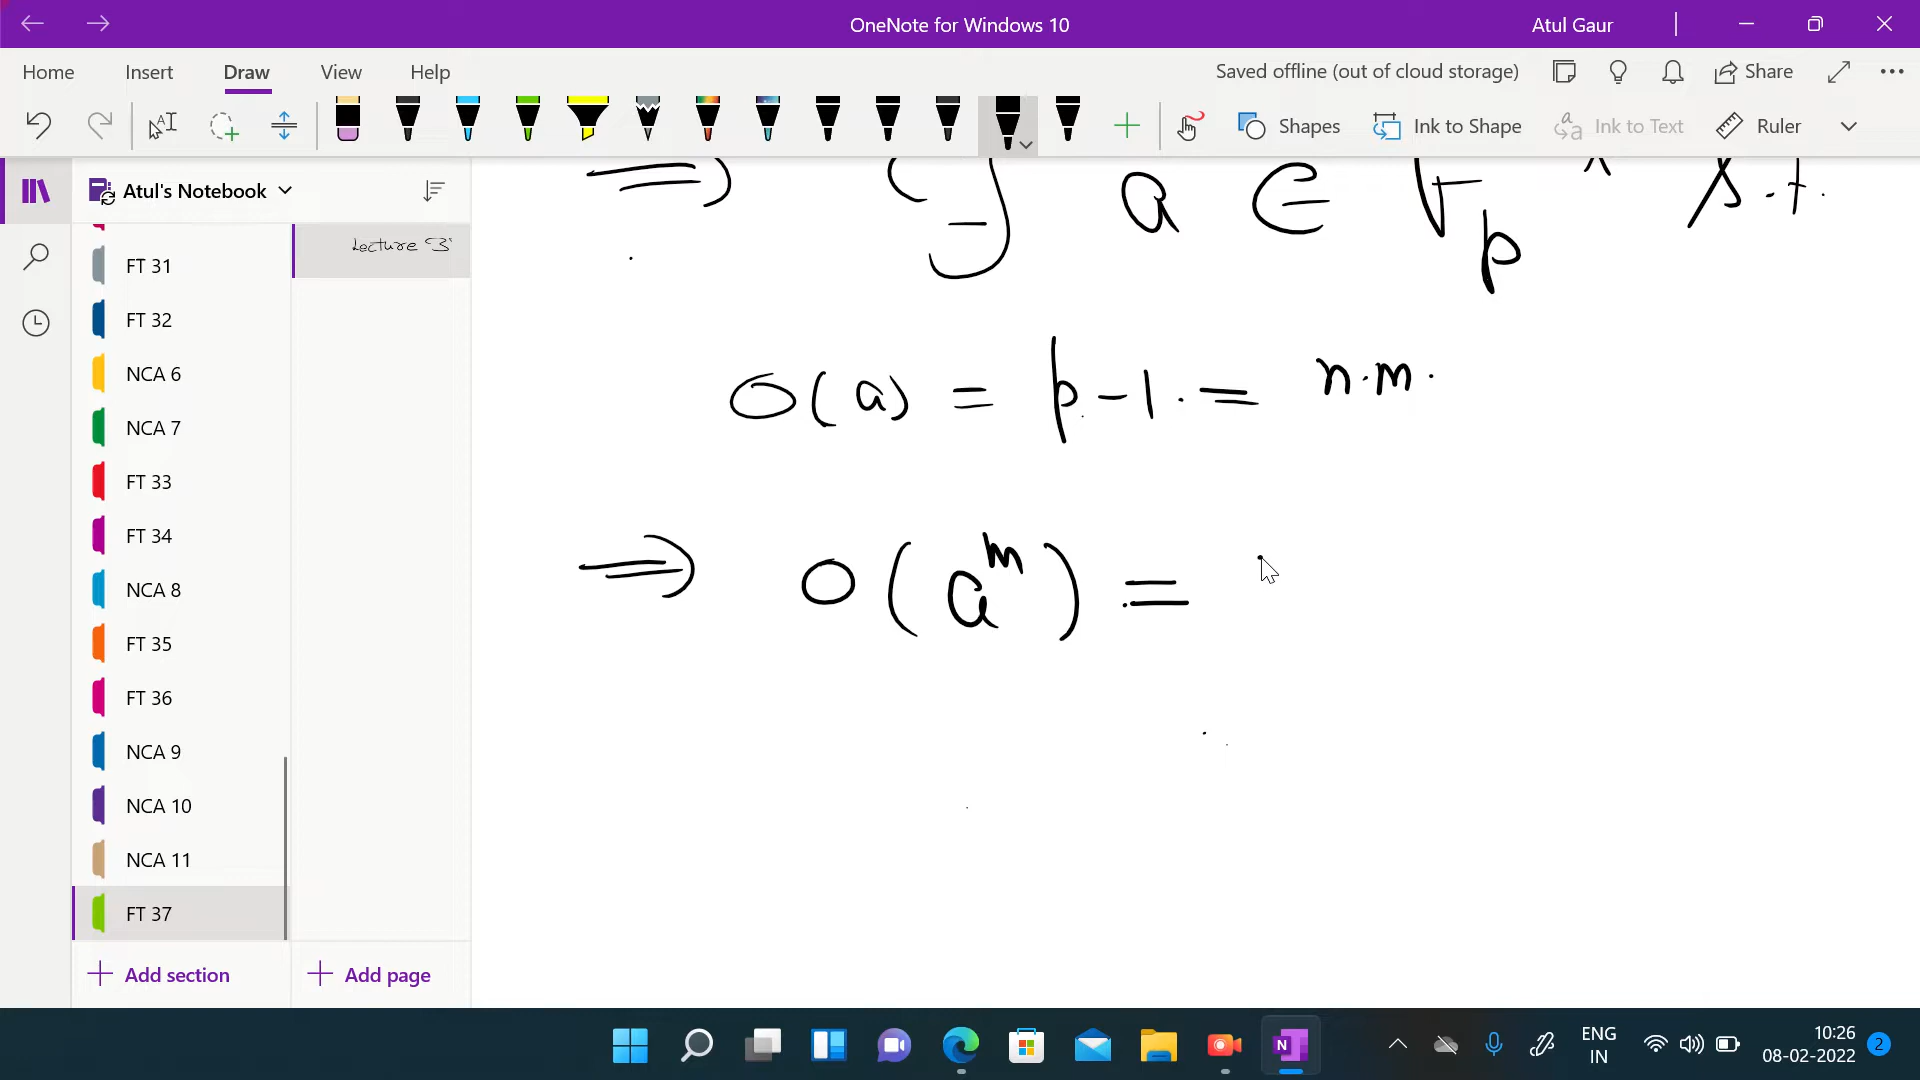 OneNote for Windows 10
Atul Gaur
Home Insert Draw View Help
Saved offline (out of cloud storage)
Share
Shapes
Ink to Shape
Ink to Text
Ruler
Atul's Notebook
FT 31
FT 32
NCA 6
NCA 7
FT 33
FT 34
NCA 8
FT 35
FT 36
NCA 9
NCA 10
NCA 11
FT 37
Add section
Lecture 3
Add page
⇒ ∃ a ∈ F_p s.t.
O(a) = p-1. = n.m.
⇒ O(a^m) =
ENG
IN
10:26
08-02-2022
2